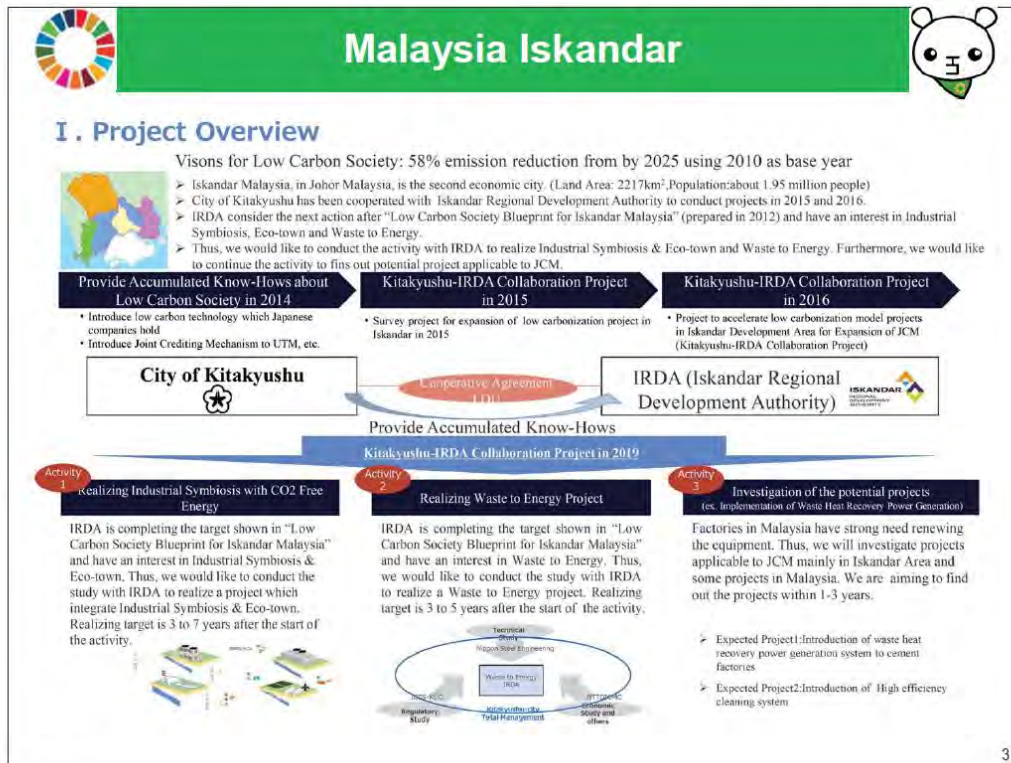 Malaysia Iskandar
Ⅰ. Project Overview
Visons for Low Carbon Society: 58% emission reduction from by 2025 using 2010 as base year
➢ Iskandar Malaysia, in Johor Malaysia, is the second economic city. (Land Area: 2217km²,Population:about 1.95 million people)
➢ City of Kitakyushu has been cooperated with Iskandar Regional Development Authority to conduct projects in 2015 and 2016.
➢ IRDA consider the next action after "Low Carbon Society Blueprint for Iskandar Malaysia" (prepared in 2012) and have an interest in Industrial
Symbiosis, Eco-town and Waste to Energy.
➢ Thus, we would like to conduct the activity with IRDA to realize Industrial Symbiosis & Eco-town and Waste to Energy. Furthermore, we would like
to continue the activity to fins out potential project applicable to JCM.
Provide Accumulated Know-Hows about
Low Carbon Society in 2014
Kitakyushu-IRDA Collaboration Project
in 2015
Kitakyushu-IRDA Collaboration Project
in 2016
• Introduce low carbon technology which Japanese
companies hold
• Introduce Joint Crediting Mechanism to UTM, etc.
• Survey project for expansion of low carbonization project in
Iskandar in 2015
• Project to accelerate low carbonization model projects
in Iskandar Development Area for Expansion of JCM
(Kitakyushu-IRDA Collaboration Project)
City of Kitakyushu
Cooperative Agreement
LOU
IRDA (Iskandar Regional
Development Authority)
ISKANDAR
REGIONAL
DEVELOPMENT
AUTHORITY
Provide Accumulated Know-Hows
Kitakyushu-IRDA Collaboration Project in 2019
Activity
1
Realizing Industrial Symbiosis with CO2 Free
Energy
IRDA is completing the target shown in "Low
Carbon Society Blueprint for Iskandar Malaysia"
and have an interest in Industrial Symbiosis &
Eco-town. Thus, we would like to conduct the
study with IRDA to realize a project which
integrate Industrial Symbiosis & Eco-town.
Realizing target is 3 to 7 years after the start of
the activity.
Activity
2
Realizing Waste to Energy Project
IRDA is completing the target shown in "Low
Carbon Society Blueprint for Iskandar Malaysia"
and have an interest in Waste to Energy. Thus,
we would like to conduct the study with IRDA
to realize a Waste to Energy project. Realizing
target is 3 to 5 years after the start of the activity.
Technical
Study
Nippon Steel Engineering
Waste to Energy
IRDA
Regulatory
Study
Kitakyushu city
Total Management
Economic
Study and
others
Activity
3
Investigation of the potential projects
(ex. Implementation of Waste Heat Recovery Power Generation)
Factories in Malaysia have strong need renewing
the equipment. Thus, we will investigate projects
applicable to JCM mainly in Iskandar Area and
some projects in Malaysia. We are aiming to find
out the projects within 1-3 years.
➢ Expected Project1:Introduction of waste heat
recovery power generation system to cement
factories
➢ Expected Project2:Introduction of High efficiency
cleaning system
3